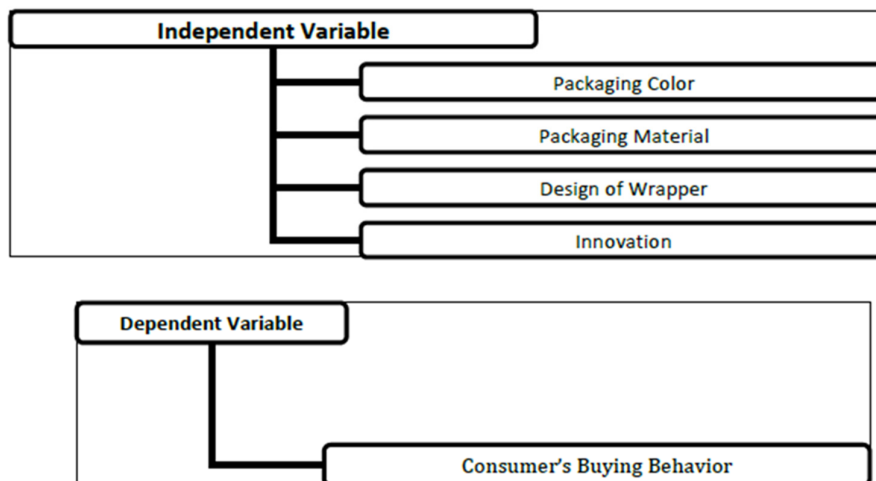 Independent Variable
Packaging Color
Packaging Material
Design of Wrapper
Innovation
Dependent Variable
Consumer's Buying Behavior